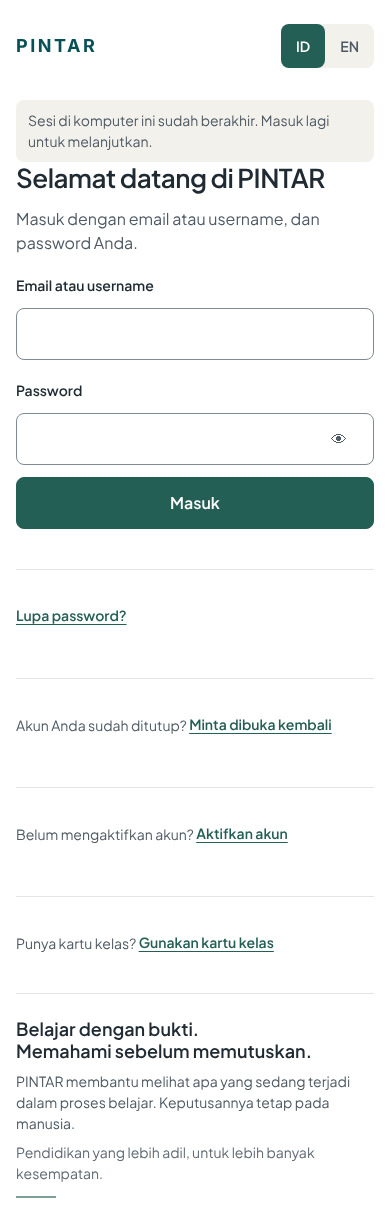 PINTAR
ID
EN
Sesi di komputer ini sudah berakhir. Masuk lagi
untuk melanjutkan.
Selamat datang di PINTAR
Masuk dengan email atau username, dan
password Anda.
Email atau username
Password
Masuk
Lupa password?
Akun Anda sudah ditutup? Minta dibuka kembali
Belum mengaktifkan akun? Aktifkan akun
Punya kartu kelas? Gunakan kartu kelas
Belajar dengan bukti.
Memahami sebelum memutuskan.
PINTAR membantu melihat apa yang sedang terjadi
dalam proses belajar. Keputusannya tetap pada
manusia.
Pendidikan yang lebih adil, untuk lebih banyak
kesempatan.